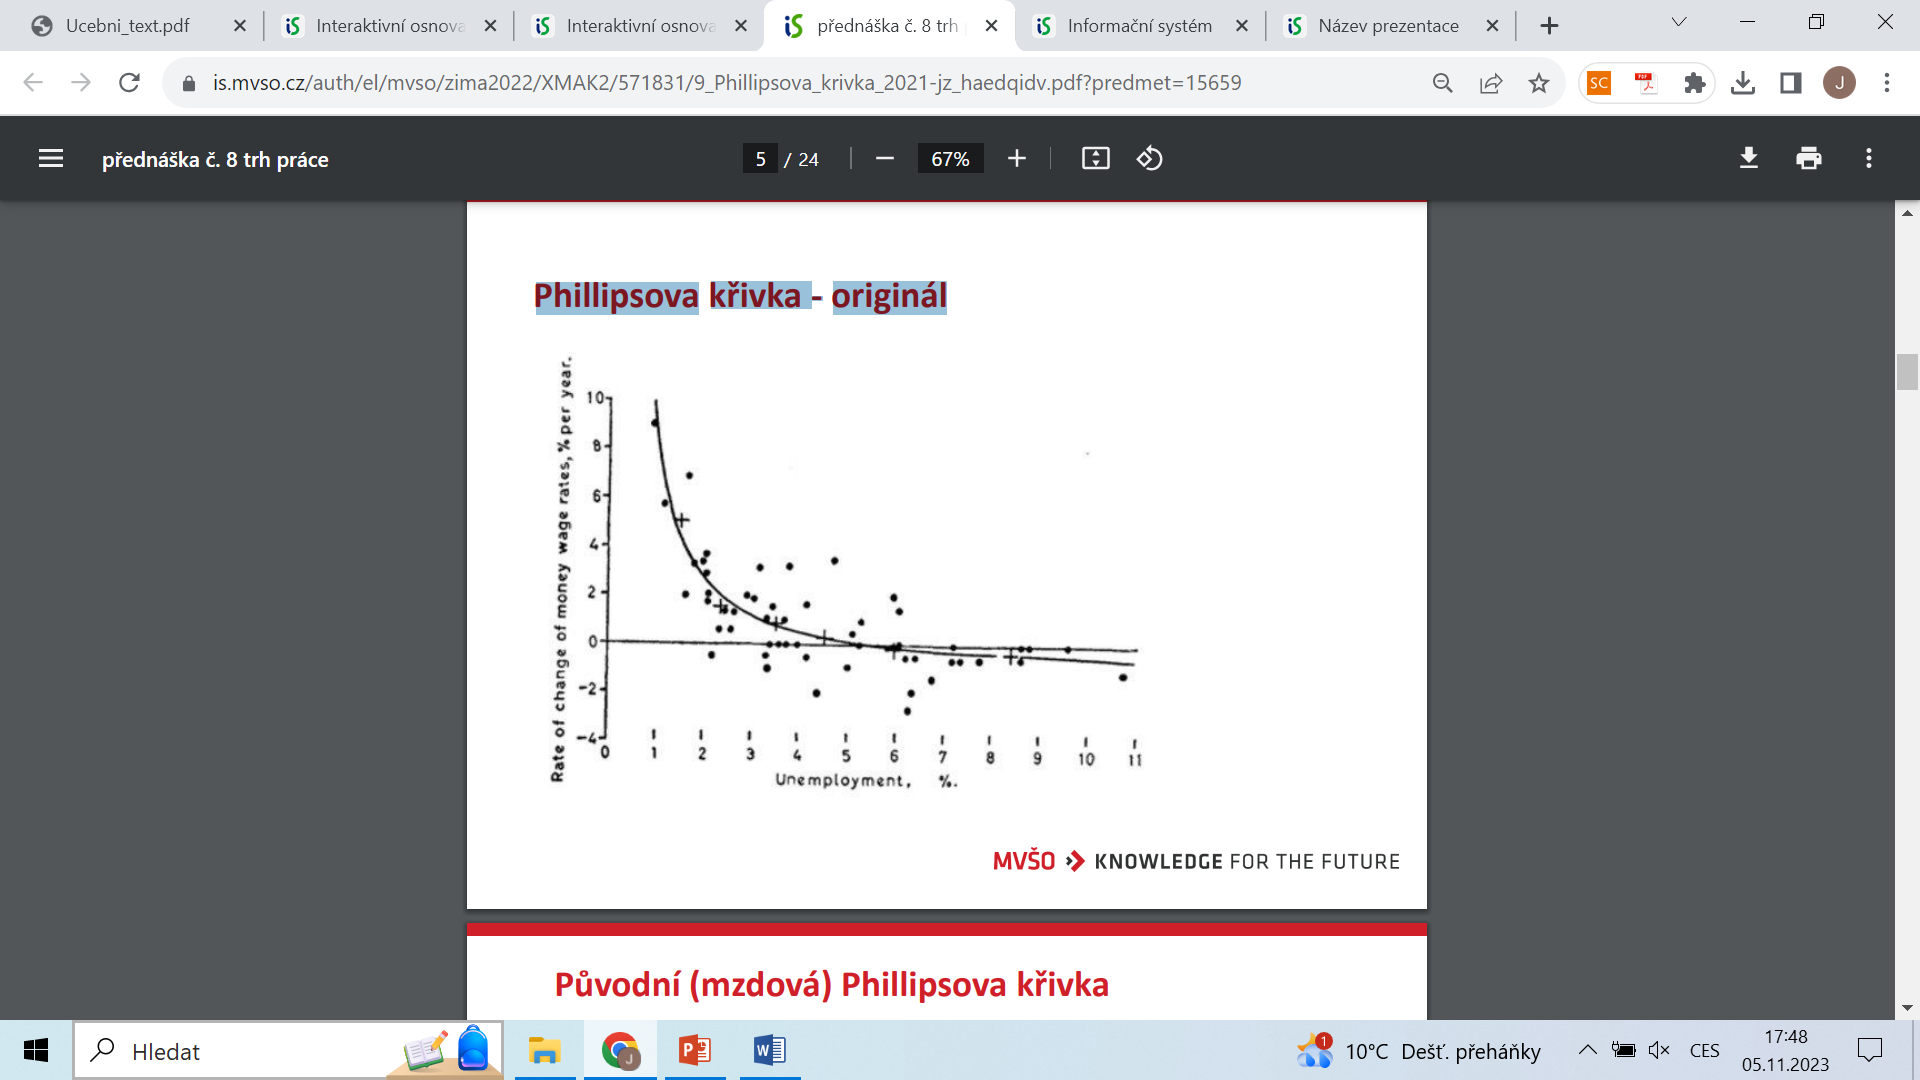 Ucebni_text.pdf
Interaktivní osnova
Interaktivní osnova
přednáška č. 8 trh
Informační systém
Název prezentace
is.mvso.cz/auth/el/mvso/zima2022/XMAK2/571831/9_Phillipsova_krivka_2021-jz_haedqidv.pdf?predmet=15659
SC
PDF
J
přednáška č. 8 trh práce
5 / 24
67%
Phillipsova křivka - originál
Rate of change of money wage rates, % per year.
10
8
6
4
2
0
-2
-4
0 1 2 3 4 5 6 7 8 9 10 11
Unemployment, %.
MVŠO KNOWLEDGE FOR THE FUTURE
Původní (mzdová) Phillipsova křivka
Hledat
J
P
W
1
10°C Dešť. přeháňky
CES
17:48
05.11.2023